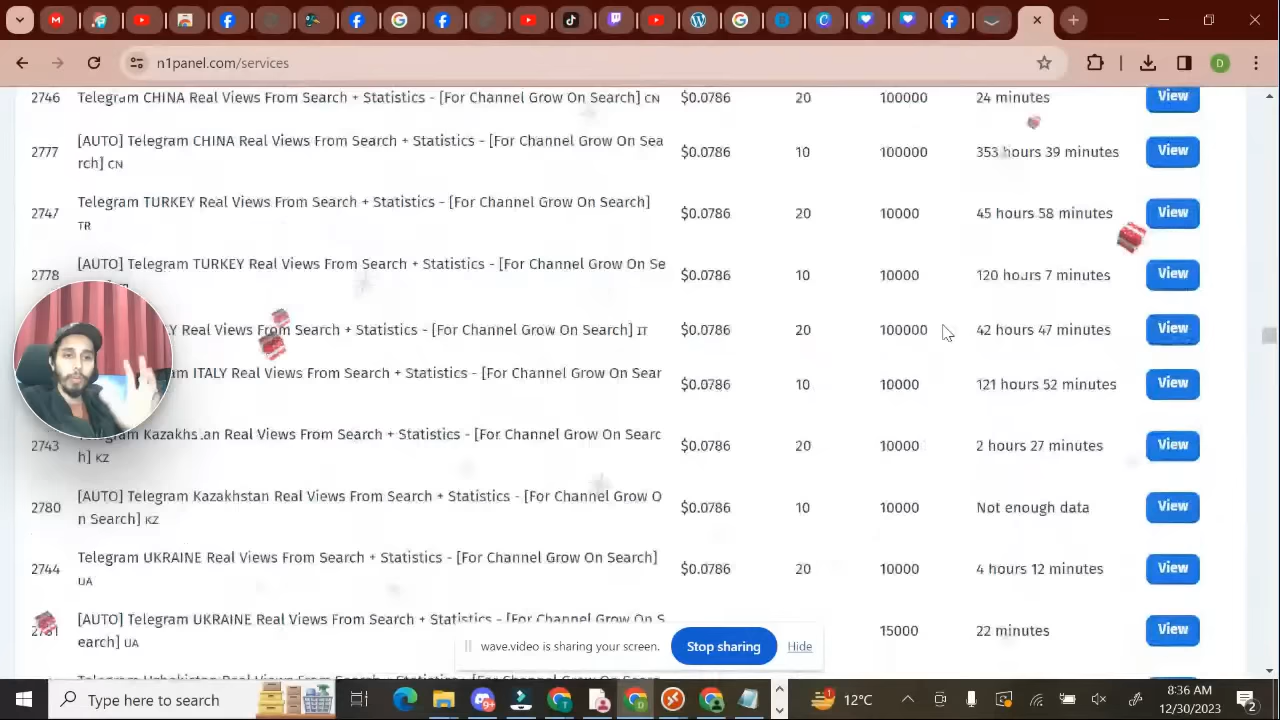 n1panel.com/services
D
2746 Telegram CHINA Real Views From Search + Statistics - [For Channel Grow On Search] CN $0.0786 20 100000 24 minutes View
[AUTO] Telegram CHINA Real Views From Search + Statistics - [For Channel Grow On Sea
2777 $0.0786 10 100000 353 hours 39 minutes View
rch] CN
Telegram TURKEY Real Views From Search + Statistics - [For Channel Grow On Search]
2747 $0.0786 20 10000 45 hours 58 minutes View
TR
[AUTO] Telegram TURKEY Real Views From Search + Statistics - [For Channel Grow On Se
2778 $0.0786 10 10000 120 hours 7 minutes View
Real Views From Search + Statistics - [For Channel Grow On Search] IT $0.0786 20 100000 42 hours 47 minutes View
ITALY Real Views From Search + Statistics - [For Channel Grow On Sear
$0.0786 10 10000 121 hours 52 minutes View
Telegram Kazakhstan Real Views From Search + Statistics - [For Channel Grow On Searc
2743 $0.0786 20 10000 2 hours 27 minutes View
h] KZ
[AUTO] Telegram Kazakhstan Real Views From Search + Statistics - [For Channel Grow O
2780 $0.0786 10 10000 Not enough data View
n Search] KZ
Telegram UKRAINE Real Views From Search + Statistics - [For Channel Grow On Search]
2744 $0.0786 20 10000 4 hours 12 minutes View
UA
[AUTO] Telegram UKRAINE Real Views From Search + Statistics - [For Channel Grow On S
15000 22 minutes View
earch] UA
wave.video is sharing your screen. Stop sharing Hide
Type here to search
12°C
8:36 AM
12/30/2023
2